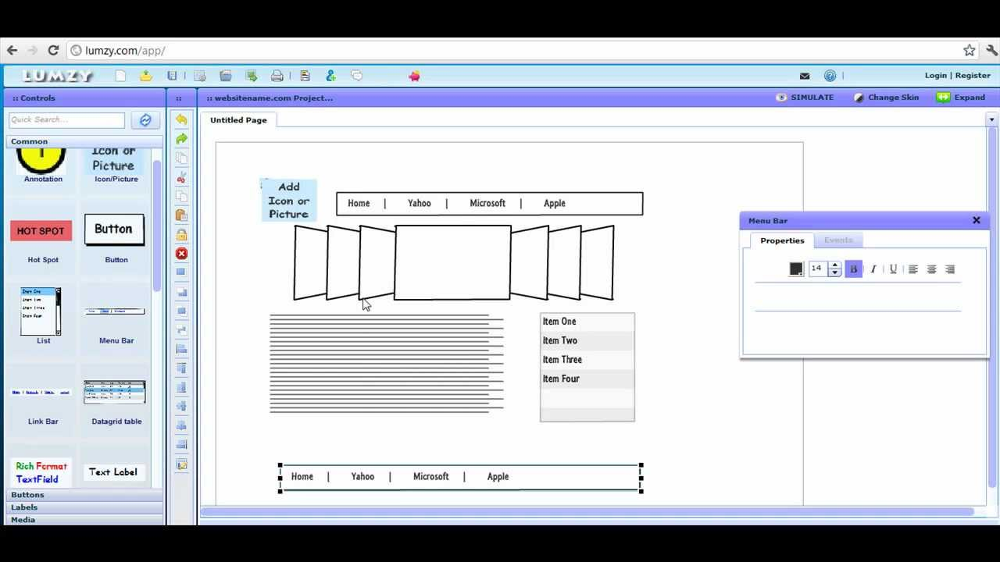 lumzy.com/app/
LUMZY
Login | Register
:: Controls
::
:: websitename.com Project...
SIMULATE
Change Skin
Expand
Quick Search...
Untitled Page
Common
Icon or
Picture
Annotation
Icon/Picture
HOT SPOT
Button
Hot Spot
Button
Item One
Item Two
Item Three
Item Four
List
Menu Bar
Link Bar
Datagrid table
Rich Format
TextField
Text Label
Buttons
Labels
Media
Add
Icon or
Picture
Home | Yahoo | Microsoft | Apple
Item One
Item Two
Item Three
Item Four
Home | Yahoo | Microsoft | Apple
Menu Bar
Properties
Events
14
B I U